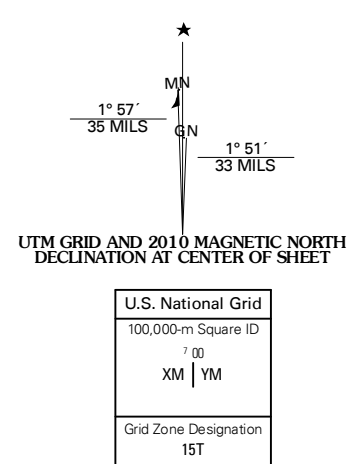 ★
MN
1° 57´
35 MILS
GN
1° 51´
33 MILS
UTM GRID AND 2010 MAGNETIC NORTH
DECLINATION AT CENTER OF SHEET
U.S. National Grid
100,000-m Square ID
7 00
XM YM
Grid Zone Designation
15T